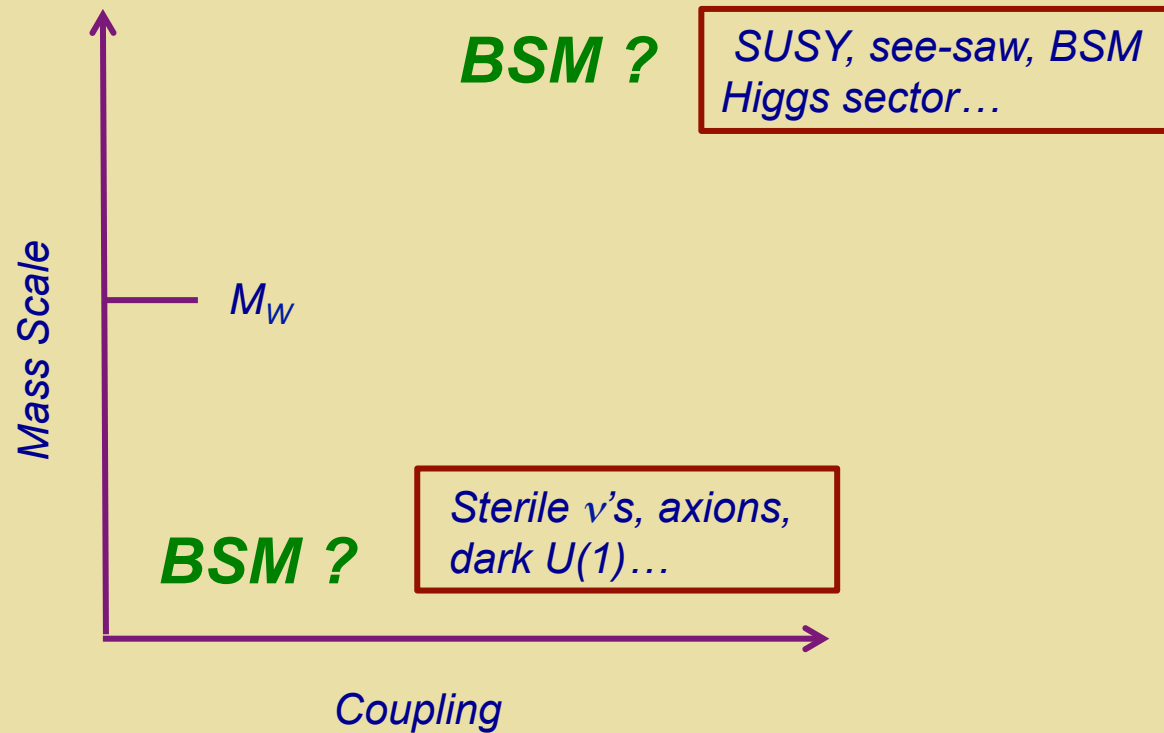 BSM ?
SUSY, see-saw, BSM
Higgs sector…
Mass Scale
M_W
Sterile ν's, axions,
dark U(1)…
BSM ?
Coupling